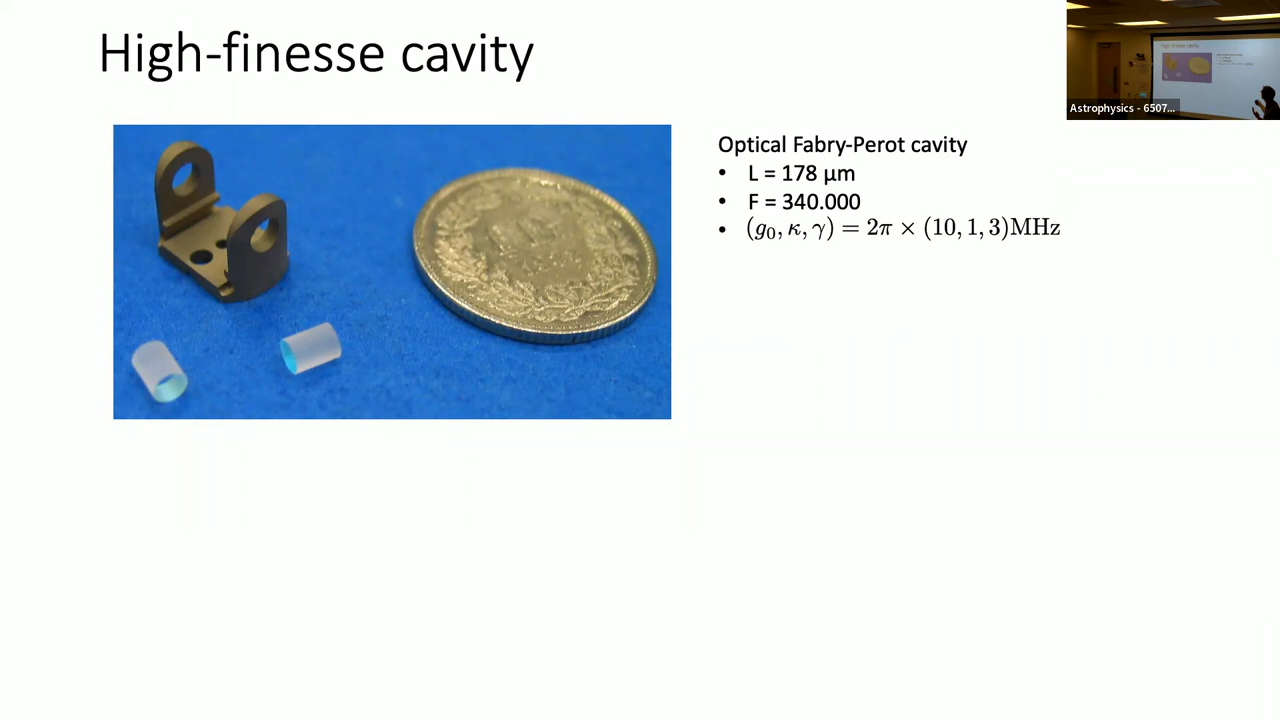 High-finesse cavity
Optical Fabry-Perot cavity
• L = 178 µm
• F = 340.000
• (g₀, κ, γ) = 2π × (10, 1, 3)MHz
Astrophysics - 6507...